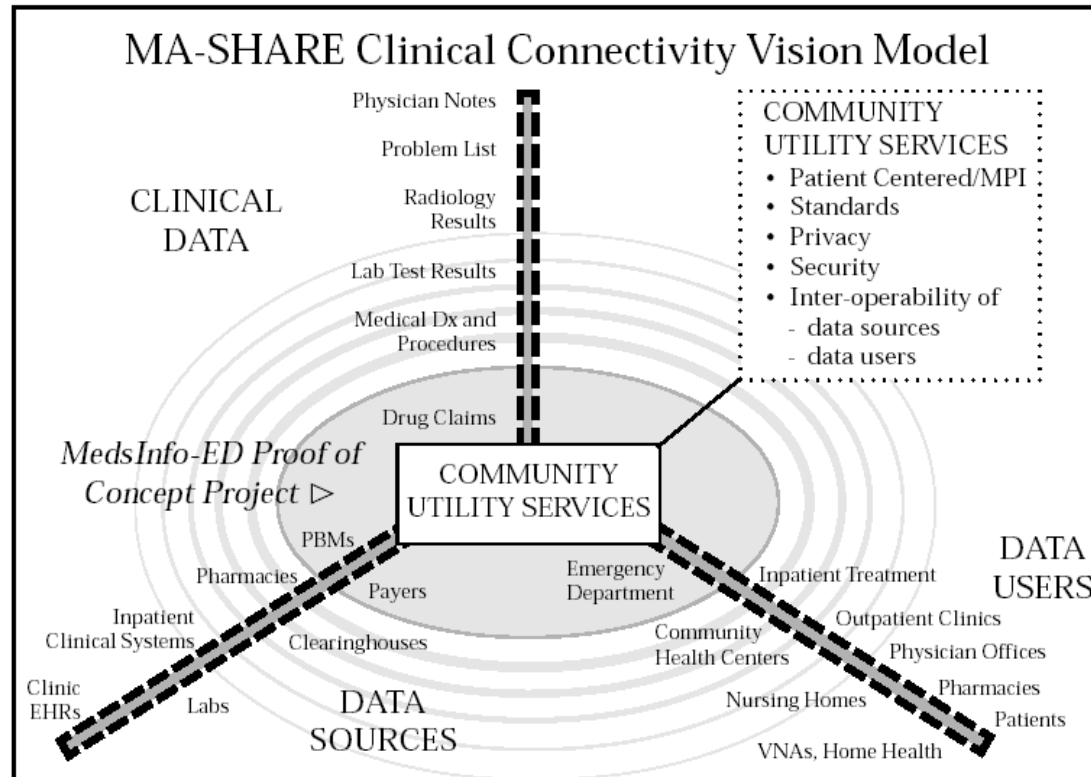 MA-SHARE Clinical Connectivity Vision Model
Physician Notes
Problem List
Radiology
Results
Lab Test Results
Medical Dx and
Procedures
Drug Claims
CLINICAL
DATA
COMMUNITY
UTILITY SERVICES
• Patient Centered/MPI
• Standards
• Privacy
• Security
• Inter-operability of
- data sources
- data users
MedsInfo-ED Proof of
Concept Project ▷
COMMUNITY
UTILITY SERVICES
PBMs
Pharmacies
Inpatient
Clinical Systems
Clinic
EHRs
Payers
Clearinghouses
Labs
DATA
SOURCES
Emergency
Department
Community
Health Centers
Nursing Homes
VNAs, Home Health
Inpatient Treatment
Outpatient Clinics
Physician Offices
Pharmacies
Patients
DATA
USERS